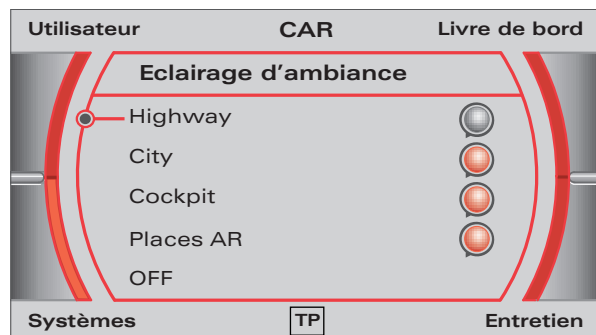 Utilisateur CAR Livre de bord
Eclairage d'ambiance
Highway
City
Cockpit
Places AR
OFF
Systèmes TP Entretien